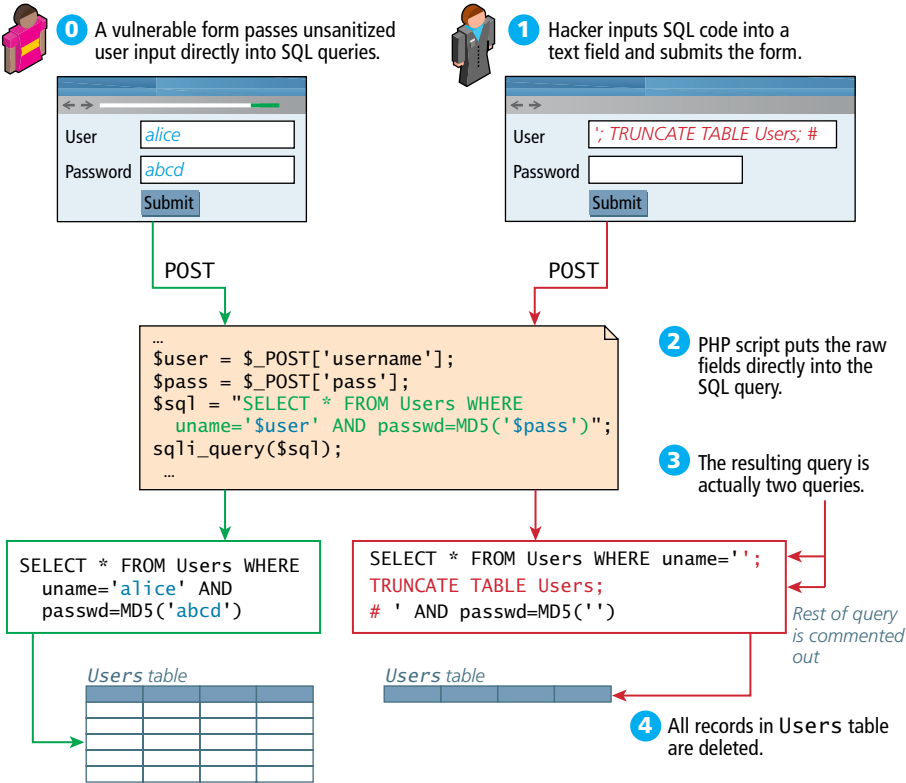 0 A vulnerable form passes unsanitized
user input directly into SQL queries.
1 Hacker inputs SQL code into a
text field and submits the form.
User alice
Password abcd
Submit
User '; TRUNCATE TABLE Users; #
Password
Submit
POST
POST
…
$user = $_POST['username'];
$pass = $_POST['pass'];
$sql = "SELECT * FROM Users WHERE
uname='$user' AND passwd=MD5('$pass')";
sqli_query($sql);
…
2 PHP script puts the raw
fields directly into the
SQL query.
3 The resulting query is
actually two queries.
SELECT * FROM Users WHERE
uname='alice' AND
passwd=MD5('abcd')
SELECT * FROM Users WHERE uname='';
TRUNCATE TABLE Users;
# ' AND passwd=MD5('')
Rest of query
is commented
out
Users table
Users table
4 All records in Users table
are deleted.